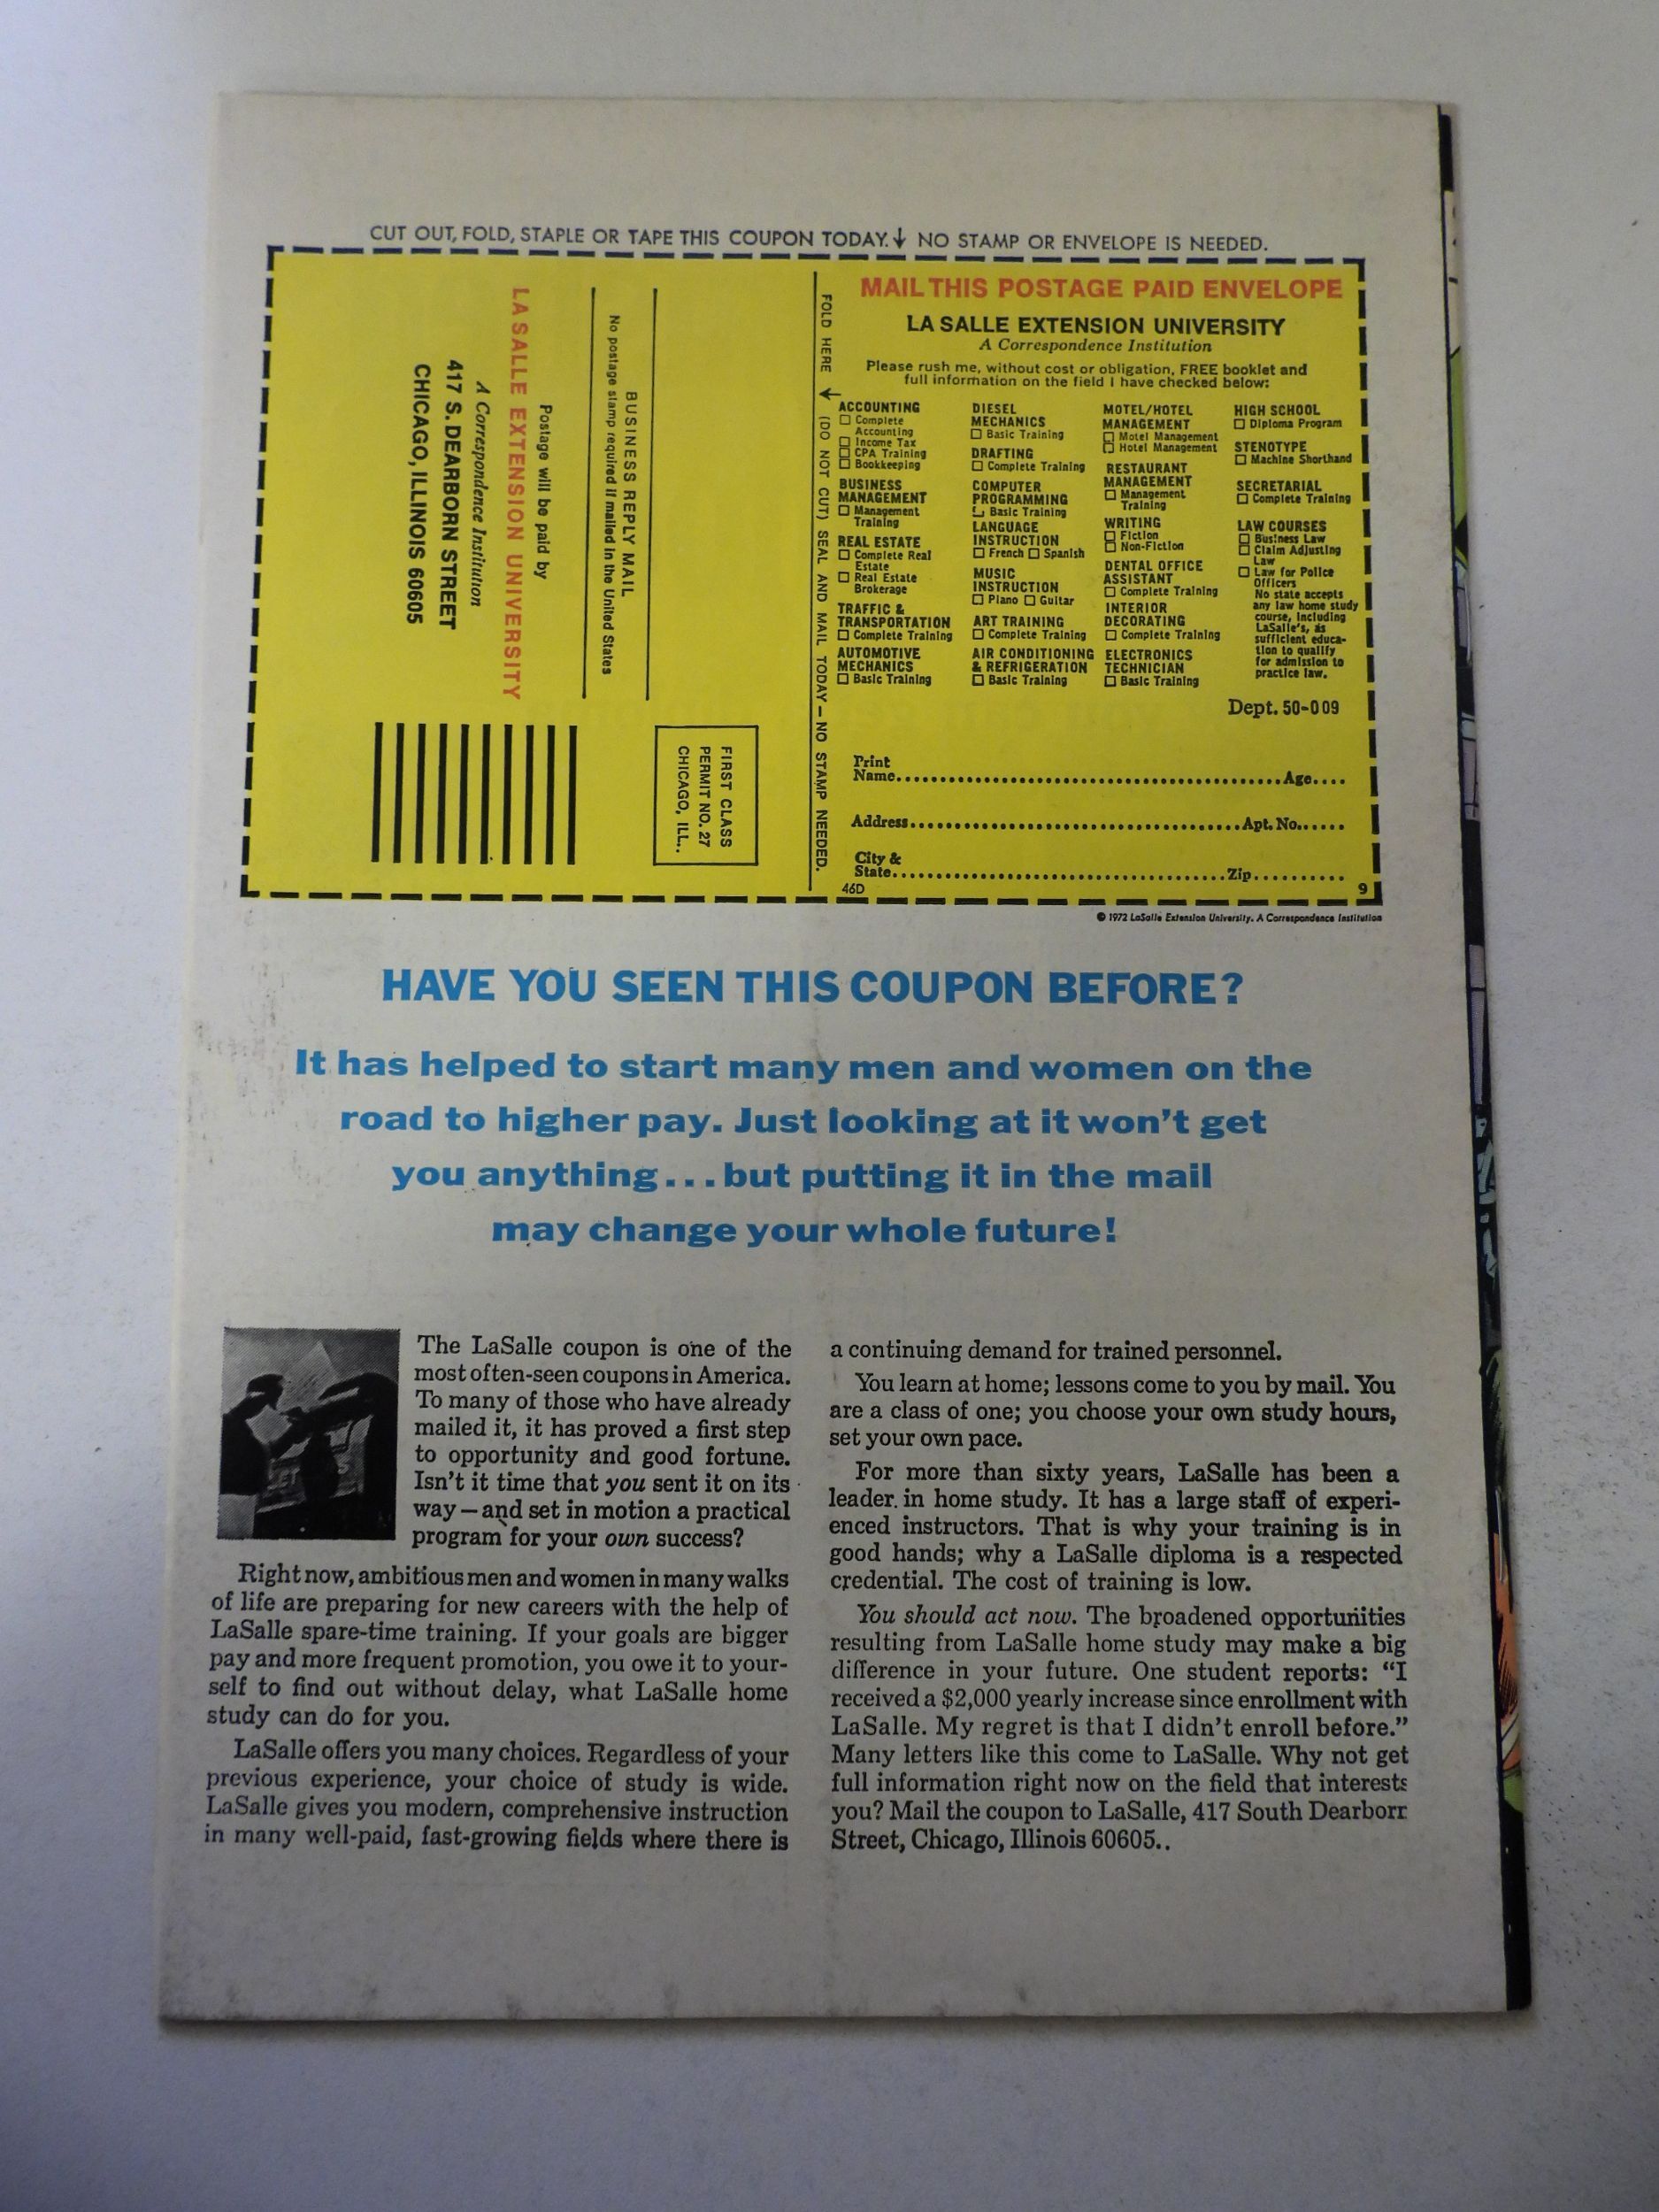 CUT OUT, FOLD, STAPLE OR TAPE THIS COUPON TODAY.↓ NO STAMP OR ENVELOPE IS NEEDED.
BUSINESS REPLY MAIL
No postage stamp required if mailed in the United States
Postage will be paid by
LA SALLE EXTENSION UNIVERSITY
A Correspondence Institution
417 S. DEARBORN STREET
CHICAGO, ILLINOIS 60605
FIRST CLASS
PERMIT NO. 27
CHICAGO, ILL..
FOLD HERE ↓ (DO NOT CUT) SEAL AND MAIL TODAY — NO STAMP NEEDED.
MAIL THIS POSTAGE PAID ENVELOPE
LA SALLE EXTENSION UNIVERSITY
A Correspondence Institution
Please rush me, without cost or obligation, FREE booklet and
full information on the field I have checked below:
ACCOUNTING
☐ Complete
Accounting
☐ Income Tax
☐ CPA Training
☐ Bookkeeping
BUSINESS
MANAGEMENT
☐ Management
Training
REAL ESTATE
☐ Complete Real
Estate
☐ Real Estate
Brokerage
TRAFFIC &
TRANSPORTATION
☐ Complete Training
AUTOMOTIVE
MECHANICS
☐ Basic Training
DIESEL
MECHANICS
☐ Basic Training
DRAFTING
☐ Complete Training
COMPUTER
PROGRAMMING
☐ Basic Training
LANGUAGE
INSTRUCTION
☐ French ☐ Spanish
MUSIC
INSTRUCTION
☐ Piano ☐ Guitar
ART TRAINING
☐ Complete Training
AIR CONDITIONING
& REFRIGERATION
☐ Basic Training
MOTEL/HOTEL
MANAGEMENT
☐ Motel Management
☐ Hotel Management
RESTAURANT
MANAGEMENT
☐ Management
Training
WRITING
☐ Fiction
☐ Non-Fiction
DENTAL OFFICE
ASSISTANT
☐ Complete Training
INTERIOR
DECORATING
☐ Complete Training
ELECTRONICS
TECHNICIAN
☐ Basic Training
HIGH SCHOOL
☐ Diploma Program
STENOTYPE
☐ Machine Shorthand
SECRETARIAL
☐ Complete Training
LAW COURSES
☐ Business Law
☐ Claim Adjusting
Law
☐ Law for Police
Officers
No state accepts
any law home study
course, including
LaSalle's, as
sufficient educa-
tion to qualify
for admission to
practice law.
Dept. 50-009
Print
Name.................................................Age....
Address..........................................Apt. No......
City &
State..........................................Zip..........
46D 9
© 1972 LaSalle Extension University. A Correspondence Institution
HAVE YOU SEEN THIS COUPON BEFORE?
It has helped to start many men and women on the
road to higher pay. Just looking at it won't get
you anything...but putting it in the mail
may change your whole future!
The LaSalle coupon is one of the
most often-seen coupons in America.
To many of those who have already
mailed it, it has proved a first step
to opportunity and good fortune.
Isn't it time that you sent it on its
way—and set in motion a practical
program for your own success?
Right now, ambitious men and women in many walks
of life are preparing for new careers with the help of
LaSalle spare-time training. If your goals are bigger
pay and more frequent promotion, you owe it to your-
self to find out without delay, what LaSalle home
study can do for you.
LaSalle offers you many choices. Regardless of your
previous experience, your choice of study is wide.
LaSalle gives you modern, comprehensive instruction
in many well-paid, fast-growing fields where there is
a continuing demand for trained personnel.
You learn at home; lessons come to you by mail. You
are a class of one; you choose your own study hours,
set your own pace.
For more than sixty years, LaSalle has been a
leader in home study. It has a large staff of experi-
enced instructors. That is why your training is in
good hands; why a LaSalle diploma is a respected
credential. The cost of training is low.
You should act now. The broadened opportunities
resulting from LaSalle home study may make a big
difference in your future. One student reports: "I
received a $2,000 yearly increase since enrollment with
LaSalle. My regret is that I didn't enroll before."
Many letters like this come to LaSalle. Why not get
full information right now on the field that interests
you? Mail the coupon to LaSalle, 417 South Dearborn
Street, Chicago, Illinois 60605..